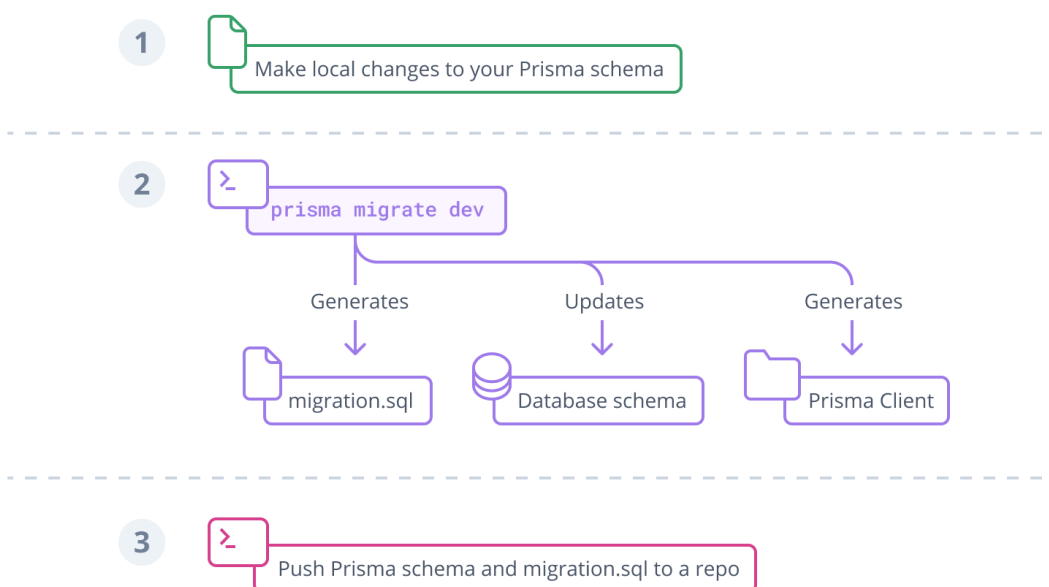 1
Make local changes to your Prisma schema
2
>_
prisma migrate dev
Generates
Updates
Generates
migration.sql
Database schema
Prisma Client
3
>_
Push Prisma schema and migration.sql to a repo